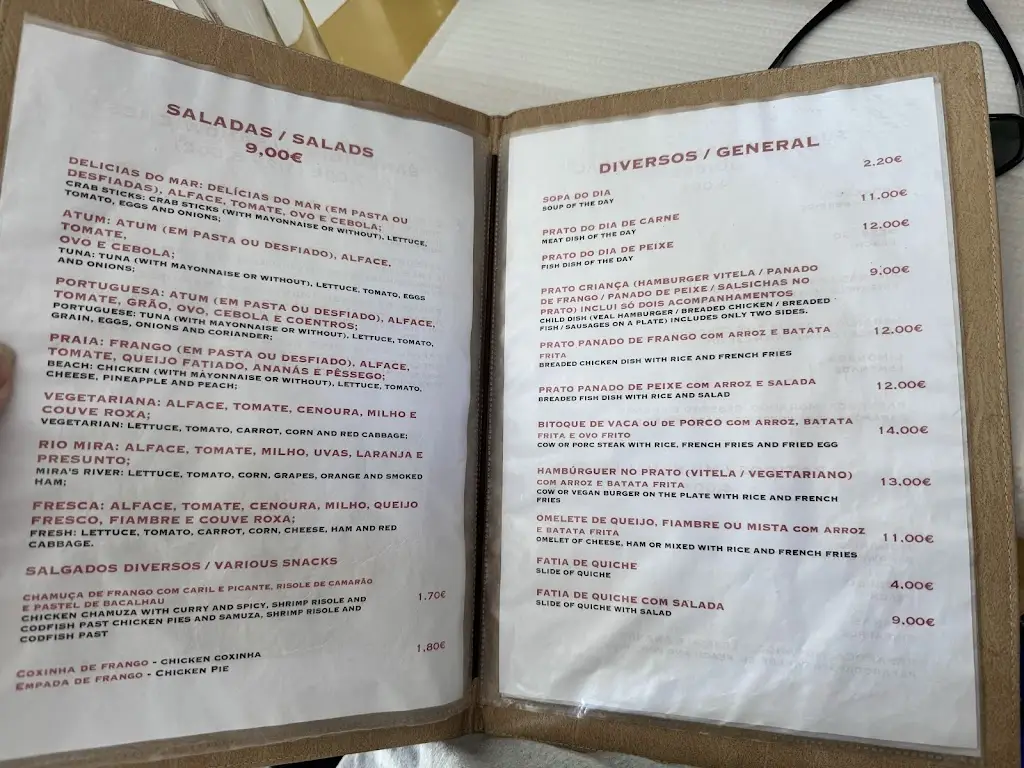 SALADAS / SALADS
9,00€
DELICIAS DO MAR: DELÍCIAS DO MAR (EM PASTA OU
DESFIADAS), ALFACE, TOMATE, OVO E CEBOLA;
CRAB STICKS: CRAB STICKS (WITH MAYONNAISE OR WITHOUT), LETTUCE,
TOMATO, EGGS AND ONIONS;
ATUM: ATUM (EM PASTA OU DESFIADO), ALFACE,
TOMATE,
OVO E CEBOLA;
TUNA: TUNA (WITH MAYONNAISE OR WITHOUT), LETTUCE, TOMATO, EGGS
AND ONIONS;
PORTUGUESA: ATUM (EM PASTA OU DESFIADO), ALFACE,
TOMATE, GRÃO, OVO, CEBOLA E COENTROS;
PORTUGUESE: TUNA (WITH MAYONNAISE OR WITHOUT), LETTUCE, TOMATO,
GRAIN, EGGS, ONIONS AND CORIANDER;
PRAIA: FRANGO (EM PASTA OU DESFIADO), ALFACE,
TOMATE, QUEIJO FATIADO, ANANÁS E PÊSSEGO;
BEACH: CHICKEN (WITH MAYONNAISE OR WITHOUT), LETTUCE, TOMATO,
CHEESE, PINEAPPLE AND PEACH;
VEGETARIANA: ALFACE, TOMATE, CENOURA, MILHO E
COUVE ROXA;
VEGETARIAN: LETTUCE, TOMATO, CARROT, CORN AND RED CABBAGE;
RIO MIRA: ALFACE, TOMATE, MILHO, UVAS, LARANJA E
PRESUNTO;
MIRA'S RIVER: LETTUCE, TOMATO, CORN, GRAPES, ORANGE AND SMOKED
HAM;
FRESCA: ALFACE, TOMATE, CENOURA, MILHO, QUEIJO
FRESCO, FIAMBRE E COUVE ROXA;
FRESH: LETTUCE, TOMATO, CARROT, CORN, CHEESE, HAM AND RED
CABBAGE.
SALGADOS DIVERSOS / VARIOUS SNACKS
CHAMUÇA DE FRANGO COM CARIL E PICANTE, RISOLE DE CAMARÃO
E PASTEL DE BACALHAU 1.70€
CHICKEN CHAMUZA WITH CURRY AND SPICY, SHRIMP RISOLE AND
CODFISH PAST CHICKEN PIES AND SAMUZA, SHRIMP RISOLE AND
CODFISH PAST
COXINHA DE FRANGO - CHICKEN COXINHA 1,80€
EMPADA DE FRANGO - CHICKEN PIE
DIVERSOS / GENERAL
SOPA DO DIA 2.20€
SOUP OF THE DAY
PRATO DO DIA DE CARNE 11.00€
MEAT DISH OF THE DAY
PRATO DO DIA DE PEIXE 12.00€
FISH DISH OF THE DAY
PRATO CRIANÇA (HAMBURGER VITELA / PANADO 9.00€
DE FRANGO / PANADO DE PEIXE / SALSICHAS NO
PRATO) INCLUI SÓ DOIS ACOMPANHAMENTOS
CHILD DISH (VEAL HAMBURGER / BREADED CHICKEN / BREADED
FISH / SAUSAGES ON A PLATE) INCLUDES ONLY TWO SIDES.
PRATO PANADO DE FRANGO COM ARROZ E BATATA 12.00€
FRITA
BREADED CHICKEN DISH WITH RICE AND FRENCH FRIES
PRATO PANADO DE PEIXE COM ARROZ E SALADA 12.00€
BREADED FISH DISH WITH RICE AND SALAD
BITOQUE DE VACA OU DE PORCO COM ARROZ, BATATA 14.00€
FRITA E OVO FRITO
COW OR PORC STEAK WITH RICE, FRENCH FRIES AND FRIED EGG
HAMBÚRGUER NO PRATO (VITELA / VEGETARIANO) 13.00€
COM ARROZ E BATATA FRITA
COW OR VEGAN BURGER ON THE PLATE WITH RICE AND FRENCH
FRIES
OMELETE DE QUEIJO, FIAMBRE OU MISTA COM ARROZ 11.00€
E BATATA FRITA
OMELET OF CHEESE, HAM OR MIXED WITH RICE AND FRENCH FRIES
FATIA DE QUICHE 4.00€
SLIDE OF QUICHE
FATIA DE QUICHE COM SALADA 9.00€
SLIDE OF QUICHE WITH SALAD